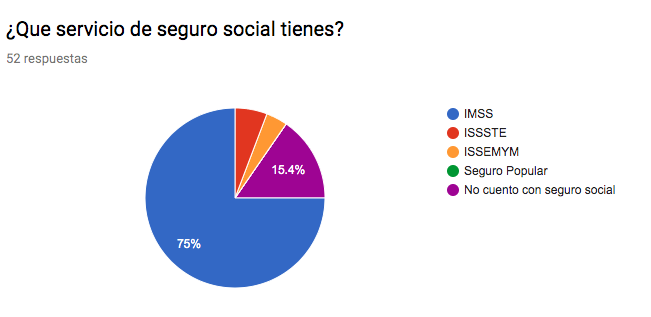 ¿Que servicio de seguro social tienes?
52 respuestas
IMSS
ISSSTE
ISSEMYM
Seguro Popular
No cuento con seguro social
15.4%
75%